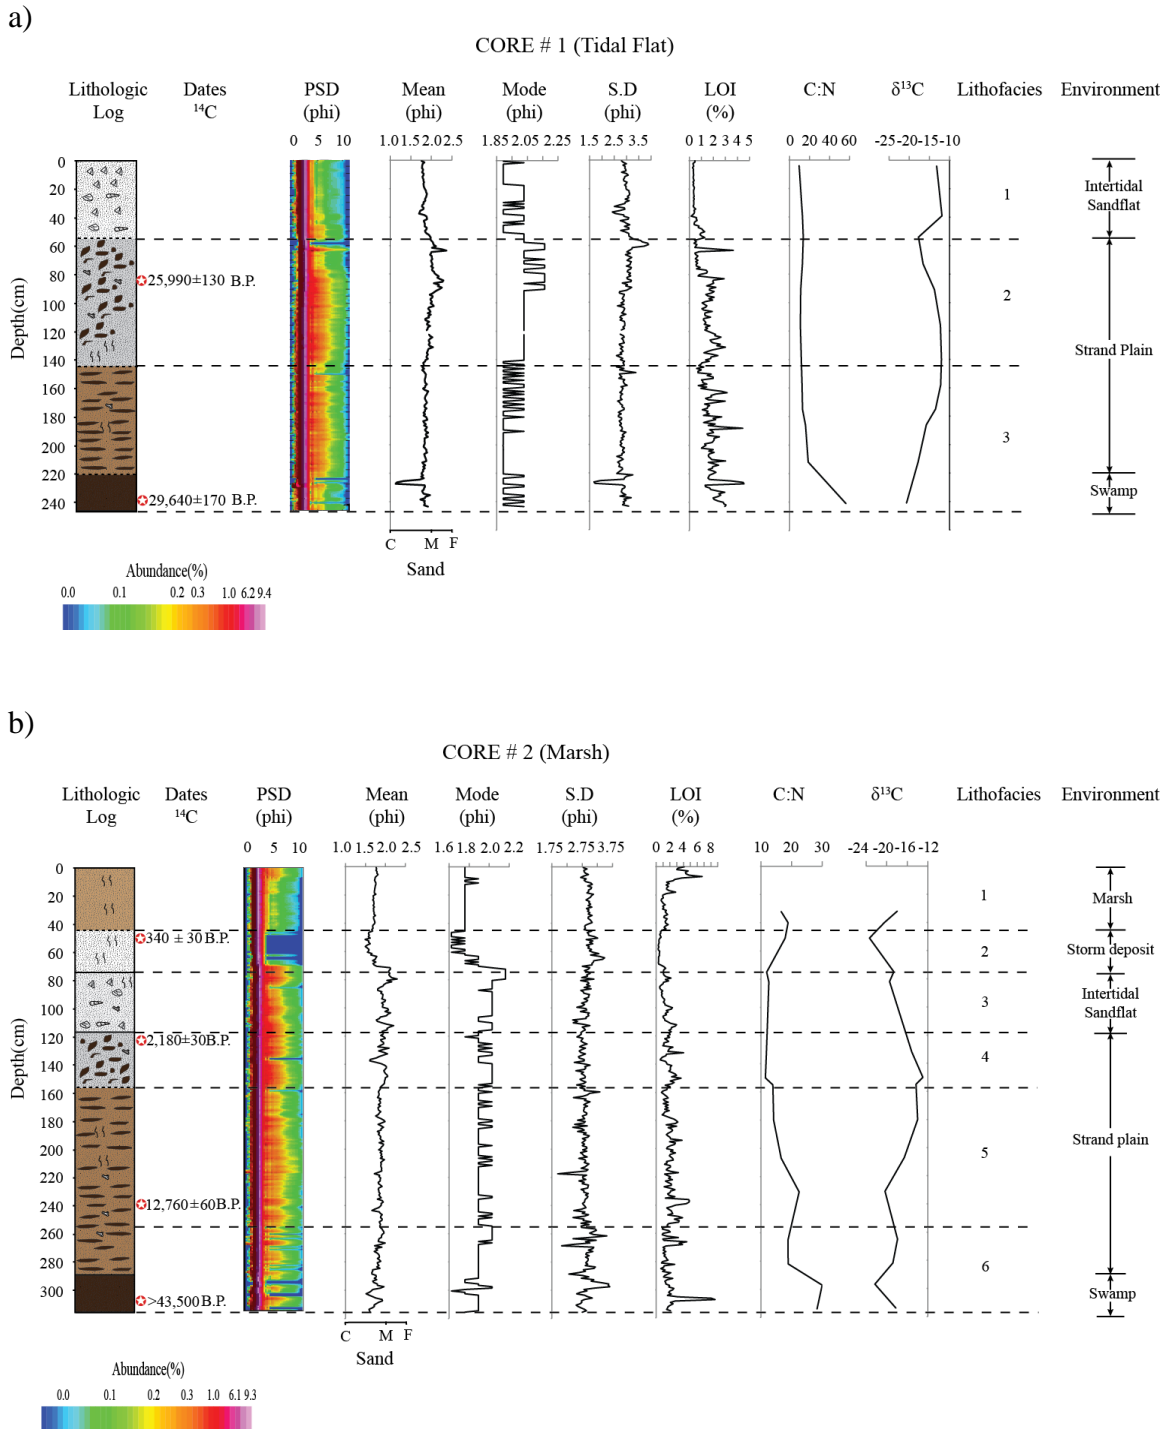 a)
CORE # 1 (Tidal Flat)
Lithologic Log Dates ¹⁴C PSD (phi) Mean (phi) Mode (phi) S.D (phi) LOI (%) C:N δ¹³C Lithofacies Environment
0 5 10 1.0 1.5 2.0 2.5 1.85 2.05 2.25 1.5 2.5 3.5 0 1 2 3 4 5 0 20 40 60 -25 -20 -15 -10
Depth(cm)
0
20
40
60
80
100
120
140
160
180
200
220
240
25,990±130 B.P.
29,640±170 B.P.
1
2
3
Intertidal
Sandflat
Strand Plain
Swamp
C M F
Sand
Abundance(%)
0.0 0.1 0.2 0.3 1.0 6.2 9.4
b)
CORE # 2 (Marsh)
Lithologic Log Dates ¹⁴C PSD (phi) Mean (phi) Mode (phi) S.D (phi) LOI (%) C:N δ¹³C Lithofacies Environment
0 5 10 1.0 1.5 2.0 2.5 1.6 1.8 2.0 2.2 1.75 2.75 3.75 0 2 4 6 8 10 20 30 -24 -20 -16 -12
Depth(cm)
0
20
40
60
80
100
120
140
160
180
200
220
240
260
280
300
340 ± 30 B.P.
2,180±30B.P.
12,760±60B.P.
>43,500B.P.
1
2
3
4
5
6
Marsh
Storm deposit
Intertidal
Sandflat
Strand plain
Swamp
C M F
Sand
Abundance(%)
0.0 0.1 0.2 0.3 1.0 6.1 9.3